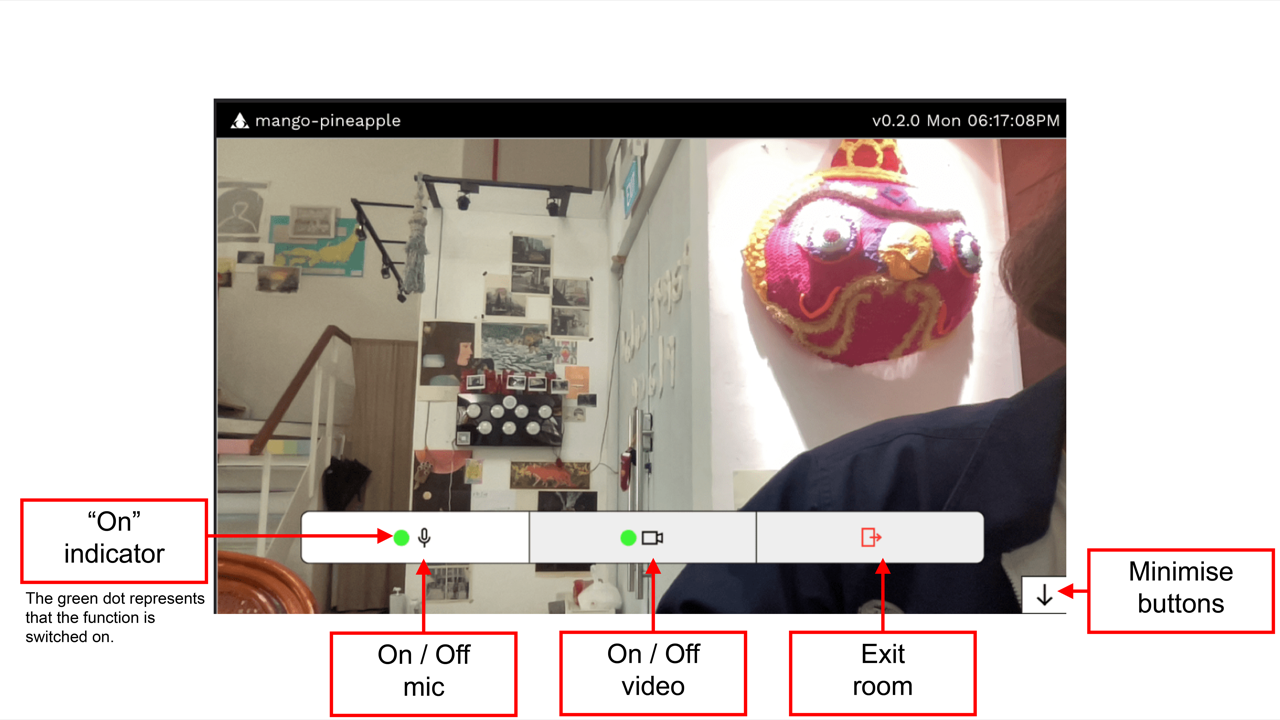 mango-pineapple
v0.2.0 Mon 06:17:08PM
EXIT
“On”
indicator
The green dot represents
that the function is
switched on.
On / Off
mic
On / Off
video
Exit
room
Minimise
buttons